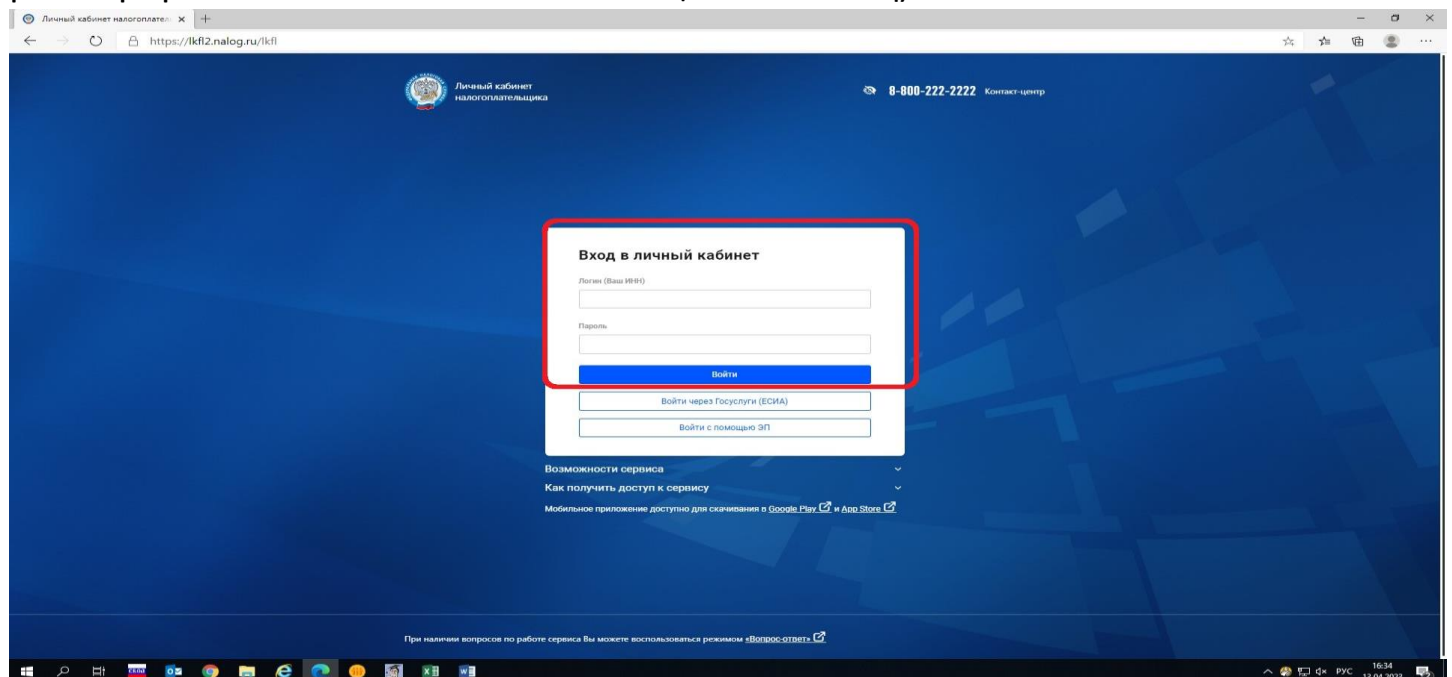 Личный кабинет налогоплател
https://lkfl2.nalog.ru/lkfl
Личный кабинет
налогоплательщика
8-800-222-2222 Контакт-центр
Вход в личный кабинет
Логин (Ваш ИНН)
Пароль
Войти
Войти через Госуслуги (ЕСИА)
Войти с помощью ЭП
Возможности сервиса
Как получить доступ к сервису
Мобильное приложение доступно для скачивания в Google Play и App Store
При наличии вопросов по работе сервиса Вы можете воспользоваться режимом «Вопрос-ответ»
РУС
16:34